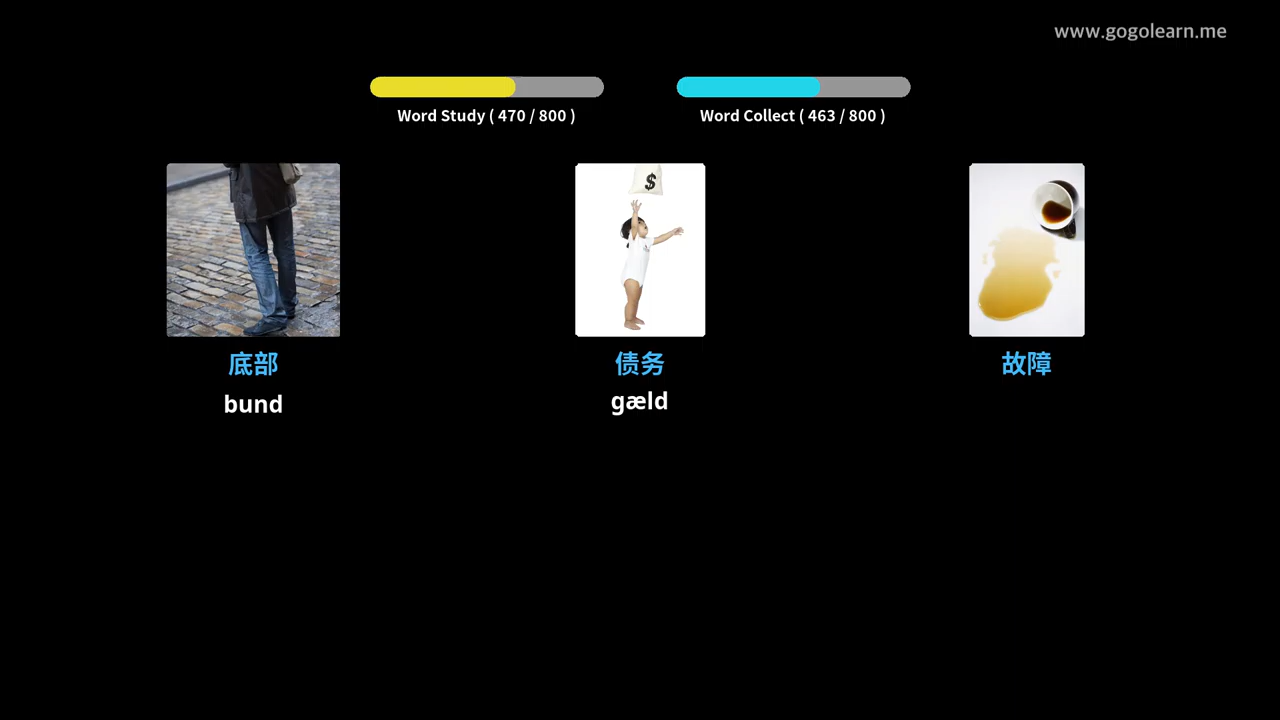 www.gogolearn.me
Word Study ( 470 / 800 )
Word Collect ( 463 / 800 )
$
底部
债务
故障
bund
gæld